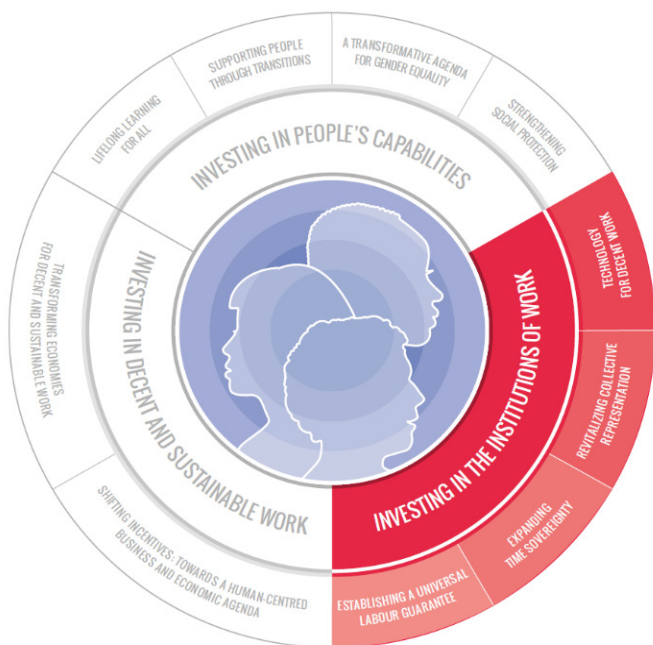 SUPPORTING PEOPLE
THROUGH TRANSITIONS
A TRANSFORMATIVE AGENDA
FOR GENDER EQUALITY
LIFELONG LEARNING
FOR ALL
STRENGTHENING
SOCIAL PROTECTION
INVESTING IN PEOPLE'S CAPABILITIES
TECHNOLOGY
FOR DECENT WORK
TRANSFORMING ECONOMIES
FOR DECENT AND SUSTAINABLE WORK
INVESTING IN DECENT AND SUSTAINABLE WORK
INVESTING IN THE INSTITUTIONS OF WORK
REVITALIZING COLLECTIVE
REPRESENTATION
EXPANDING
TIME SOVEREIGNTY
SHIFTING INCENTIVES: TOWARDS A HUMAN-CENTRED
BUSINESS AND ECONOMIC AGENDA
ESTABLISHING A UNIVERSAL
LABOUR GUARANTEE